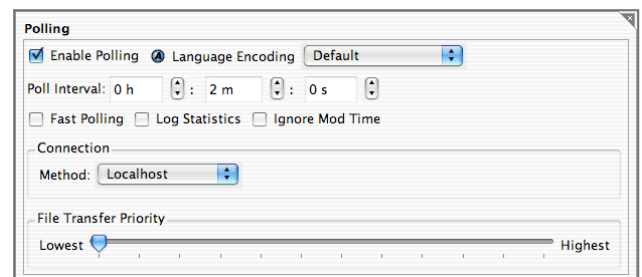 Polling
Enable Polling A Language Encoding Default
Poll Interval: 0 h : 2 m : 0 s
Fast Polling Log Statistics Ignore Mod Time
Connection
Method: Localhost
File Transfer Priority
Lowest Highest